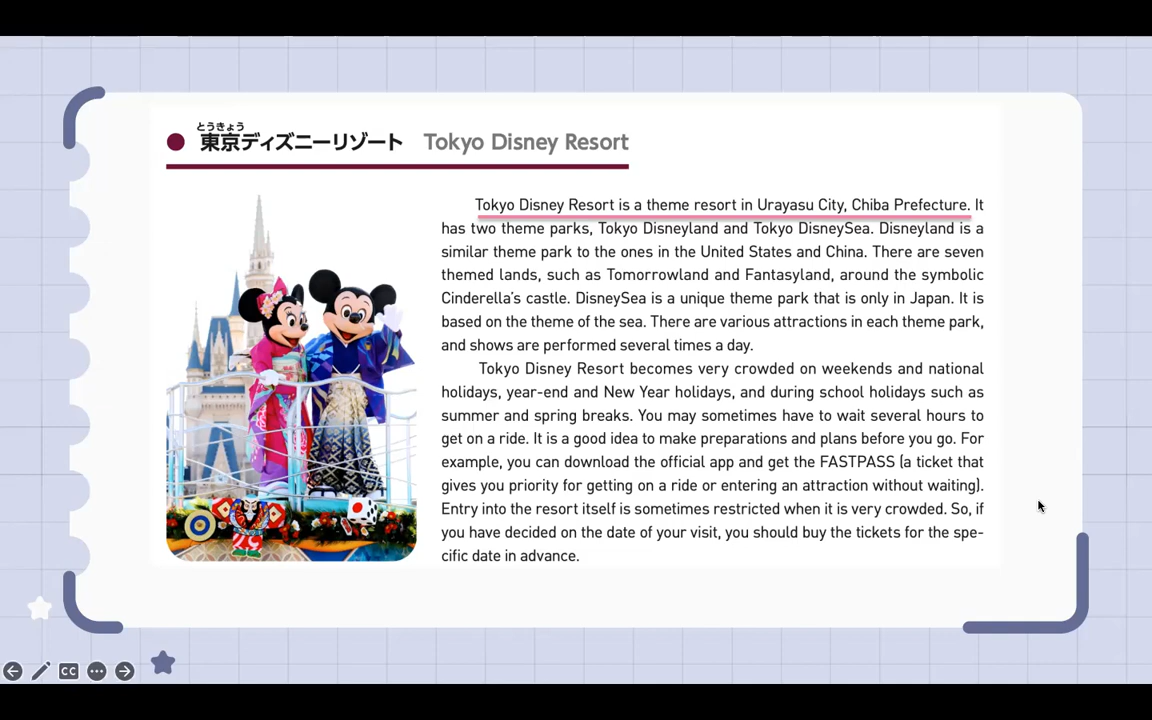 とうきょう
東京ディズニーリゾート Tokyo Disney Resort
Tokyo Disney Resort is a theme resort in Urayasu City, Chiba Prefecture. It
has two theme parks, Tokyo Disneyland and Tokyo DisneySea. Disneyland is a
similar theme park to the ones in the United States and China. There are seven
themed lands, such as Tomorrowland and Fantasyland, around the symbolic
Cinderella's castle. DisneySea is a unique theme park that is only in Japan. It is
based on the theme of the sea. There are various attractions in each theme park,
and shows are performed several times a day.
Tokyo Disney Resort becomes very crowded on weekends and national
holidays, year-end and New Year holidays, and during school holidays such as
summer and spring breaks. You may sometimes have to wait several hours to
get on a ride. It is a good idea to make preparations and plans before you go. For
example, you can download the official app and get the FASTPASS (a ticket that
gives you priority for getting on a ride or entering an attraction without waiting).
Entry into the resort itself is sometimes restricted when it is very crowded. So, if
you have decided on the date of your visit, you should buy the tickets for the spe-
cific date in advance.
CC